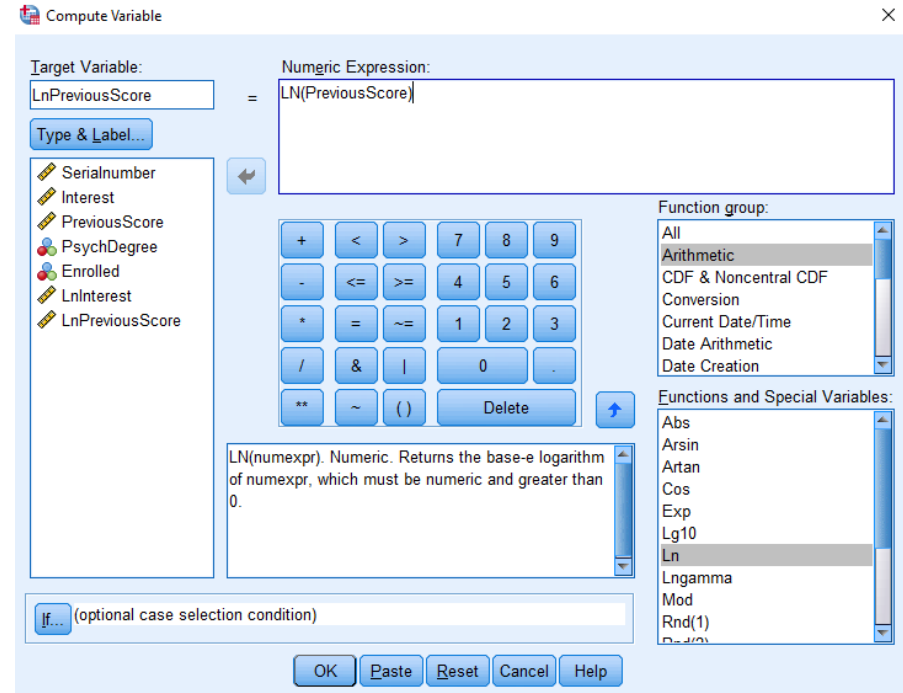 Compute Variable
Target Variable:
LnPreviousScore
=
Numeric Expression:
LN(PreviousScore)
Type & Label...
Serialnumber
Interest
PreviousScore
PsychDegree
Enrolled
LnInterest
LnPreviousScore
+ < > 7 8 9
- <= >= 4 5 6
* = ~= 1 2 3
/ & | 0 .
** ~ ( ) Delete
LN(numexpr). Numeric. Returns the base-e logarithm
of numexpr, which must be numeric and greater than
0.
Function group:
All
Arithmetic
CDF & Noncentral CDF
Conversion
Current Date/Time
Date Arithmetic
Date Creation
Functions and Special Variables:
Abs
Arsin
Artan
Cos
Exp
Lg10
Ln
Lngamma
Mod
Rnd(1)
If... (optional case selection condition)
OK Paste Reset Cancel Help